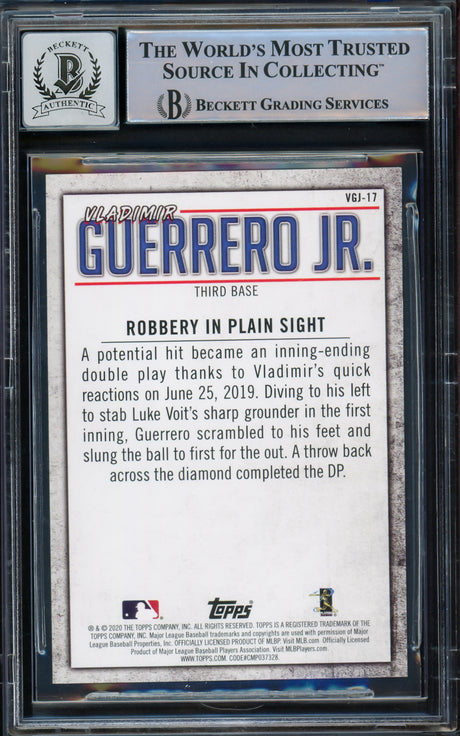 BECKETT
B
AUTHENTIC
THE WORLD'S MOST TRUSTED
SOURCE IN COLLECTING™
B BECKETT GRADING SERVICES
VGJ-17
VLADIMIR
GUERRERO JR.
THIRD BASE
ROBBERY IN PLAIN SIGHT
A potential hit became an inning-ending
double play thanks to Vladimir's quick
reactions on June 25, 2019. Diving to his left
to stab Luke Voit's sharp grounder in the first
inning, Guerrero scrambled to his feet and
slung the ball to first for the out. A throw back
across the diamond completed the DP.
Topps
® & © 2020 THE TOPPS COMPANY, INC. ALL RIGHTS RESERVED. TOPPS IS A REGISTERED TRADEMARK OF THE
TOPPS COMPANY, INC. Major League Baseball trademarks and copyrights are used with permission of Major
League Baseball Properties, Inc. OFFICIALLY LICENSED PRODUCT OF MLBP. Visit MLB.com. Officially Licensed
Product of Major League Baseball Players Association. Visit MLBPlayers.com.
WWW.TOPPS.COM. CODE#CMP037328.